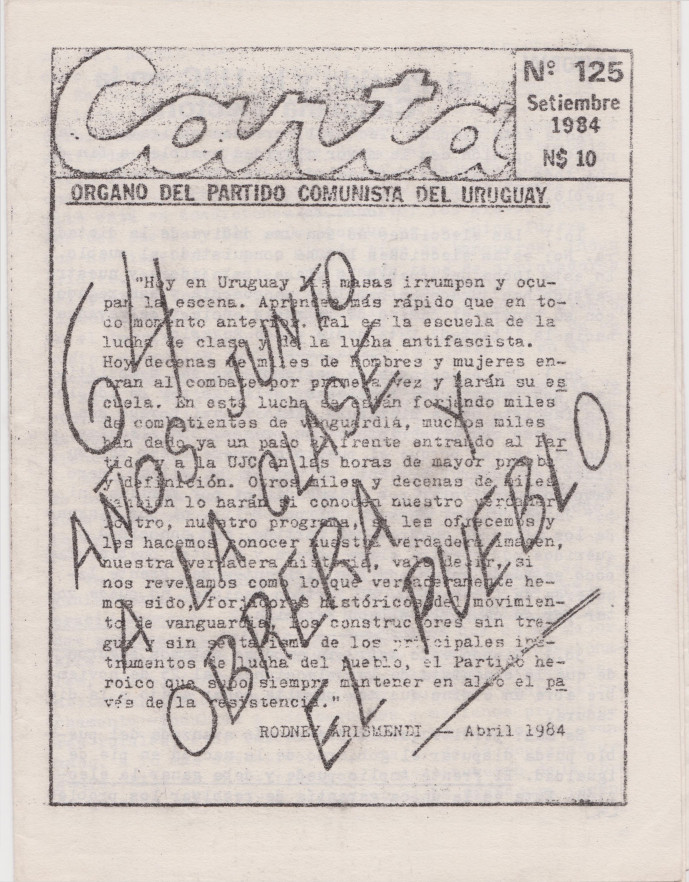 Carta
Nº 125
Setiembre
1984
N$ 10
ORGANO DEL PARTIDO COMUNISTA DEL URUGUAY
64
AÑOS JUNTO
A LA CLASE
OBRERA Y
EL PUEBLO
"Hoy en Uruguay las masas irrumpen y ocu-
pan la escena. Aprenden más rápido que en to-
do momento anterior. Tal es la escuela de la
lucha de clase y de la lucha antifascista.
Hoy decenas de miles de hombres y mujeres en-
tran al combate por primera vez y harán su es
cuela. En esta lucha se están forjando miles
de combatientes de vanguardia, muchos miles
han dado ya un paso al frente entrando al Par
tido y a la UJC en las horas de mayor prueba
y definición. Otros miles y decenas de miles
también lo harán si conocen nuestro verdader
rostro, nuestro programa, si les ofrecemos y
les hacemos conocer nuestra verdadera imagen,
nuestra verdadera historia, vale decir, si
nos revelamos como lo que verdaderamente he-
mos sido, forjadores históricos del movimien-
to de vanguardia, los constructores sin tre-
gua y sin sectarismo de los principales ins-
trumentos de lucha del pueblo, el Partido he-
roico que supo siempre mantener en alto el pa
vés de la resistencia."
RODNEY ARISMENDI — Abril 1984